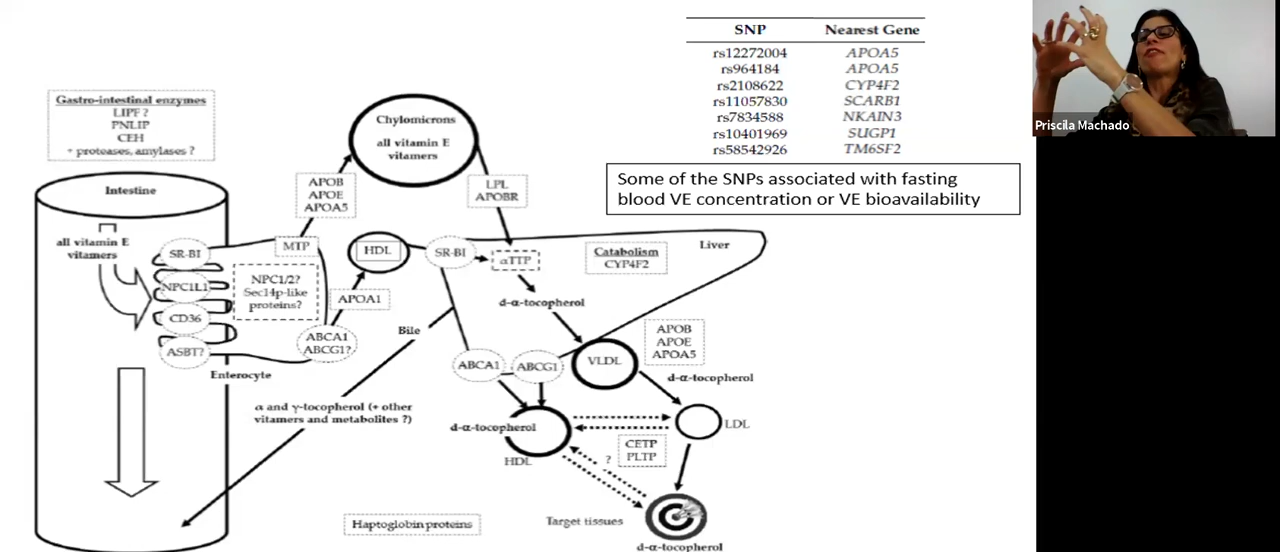 SNP Nearest Gene
rs12272004 APOA5
rs964184 APOA5
rs2108622 CYP4F2
rs11057830 SCARB1
rs7834588 NKAIN3
rs10401969 SUGP1
rs58542926 TM6SF2
Some of the SNPs associated with fasting
blood VE concentration or VE bioavailability
Priscila Machado
Gastro-intestinal enzymes
LIPF ?
PNLIP
CEH
+ proteases, amylases ?
Chylomicrons
all vitamin E
vitamers
Intestine
APOB
APOE
APOA5
LPL
APOBR
all vitamin E
vitamers
SR-BI
NPC1L1
CD36
ASBT?
MTP
NPC1/2?
Sec14p-like
proteins?
HDL
APOA1
ABCA1
ABCG1?
Enterocyte
SR-BI
αTTP
Catabolism
CYP4F2
Liver
d-α-tocopherol
Bile
ABCA1
ABCG1
VLDL
APOB
APOE
APOA5
d-α-tocopherol
α and γ-tocopherol (+ other
vitamers and metabolites ?)
d-α-tocopherol
HDL
LDL
CETP
PLTP
?
Haptoglobin proteins
Target tissues
d-α-tocopherol